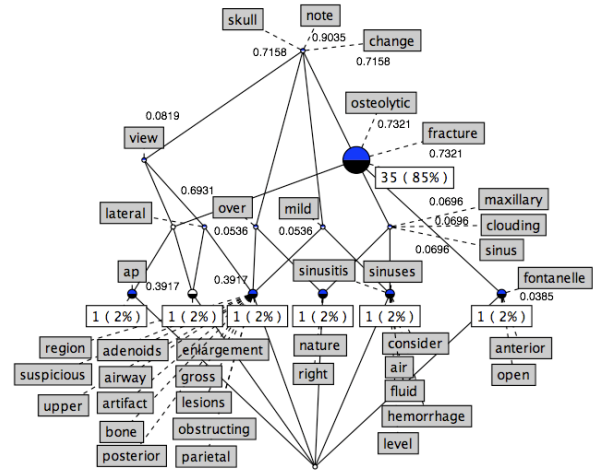 skull
note
0.9035
change
0.7158
0.7158
osteolytic
0.7321
fracture
0.7321
35 ( 85%)
0.0819
view
0.6931
lateral
over
mild
0.0536
0.0536
maxillary
0.0696
clouding
0.0696
sinus
0.0696
ap
0.3917
0.3917
sinusitis
sinuses
fontanelle
0.0385
1 ( 2%)
1 ( 2%)
1 ( 2%)
1 ( 2%)
1 ( 2%)
1 ( 2%)
region
adenoids
enlargement
nature
consider
anterior
suspicious
airway
gross
right
air
open
upper
artifact
lesions
fluid
bone
obstructing
hemorrhage
posterior
parietal
level